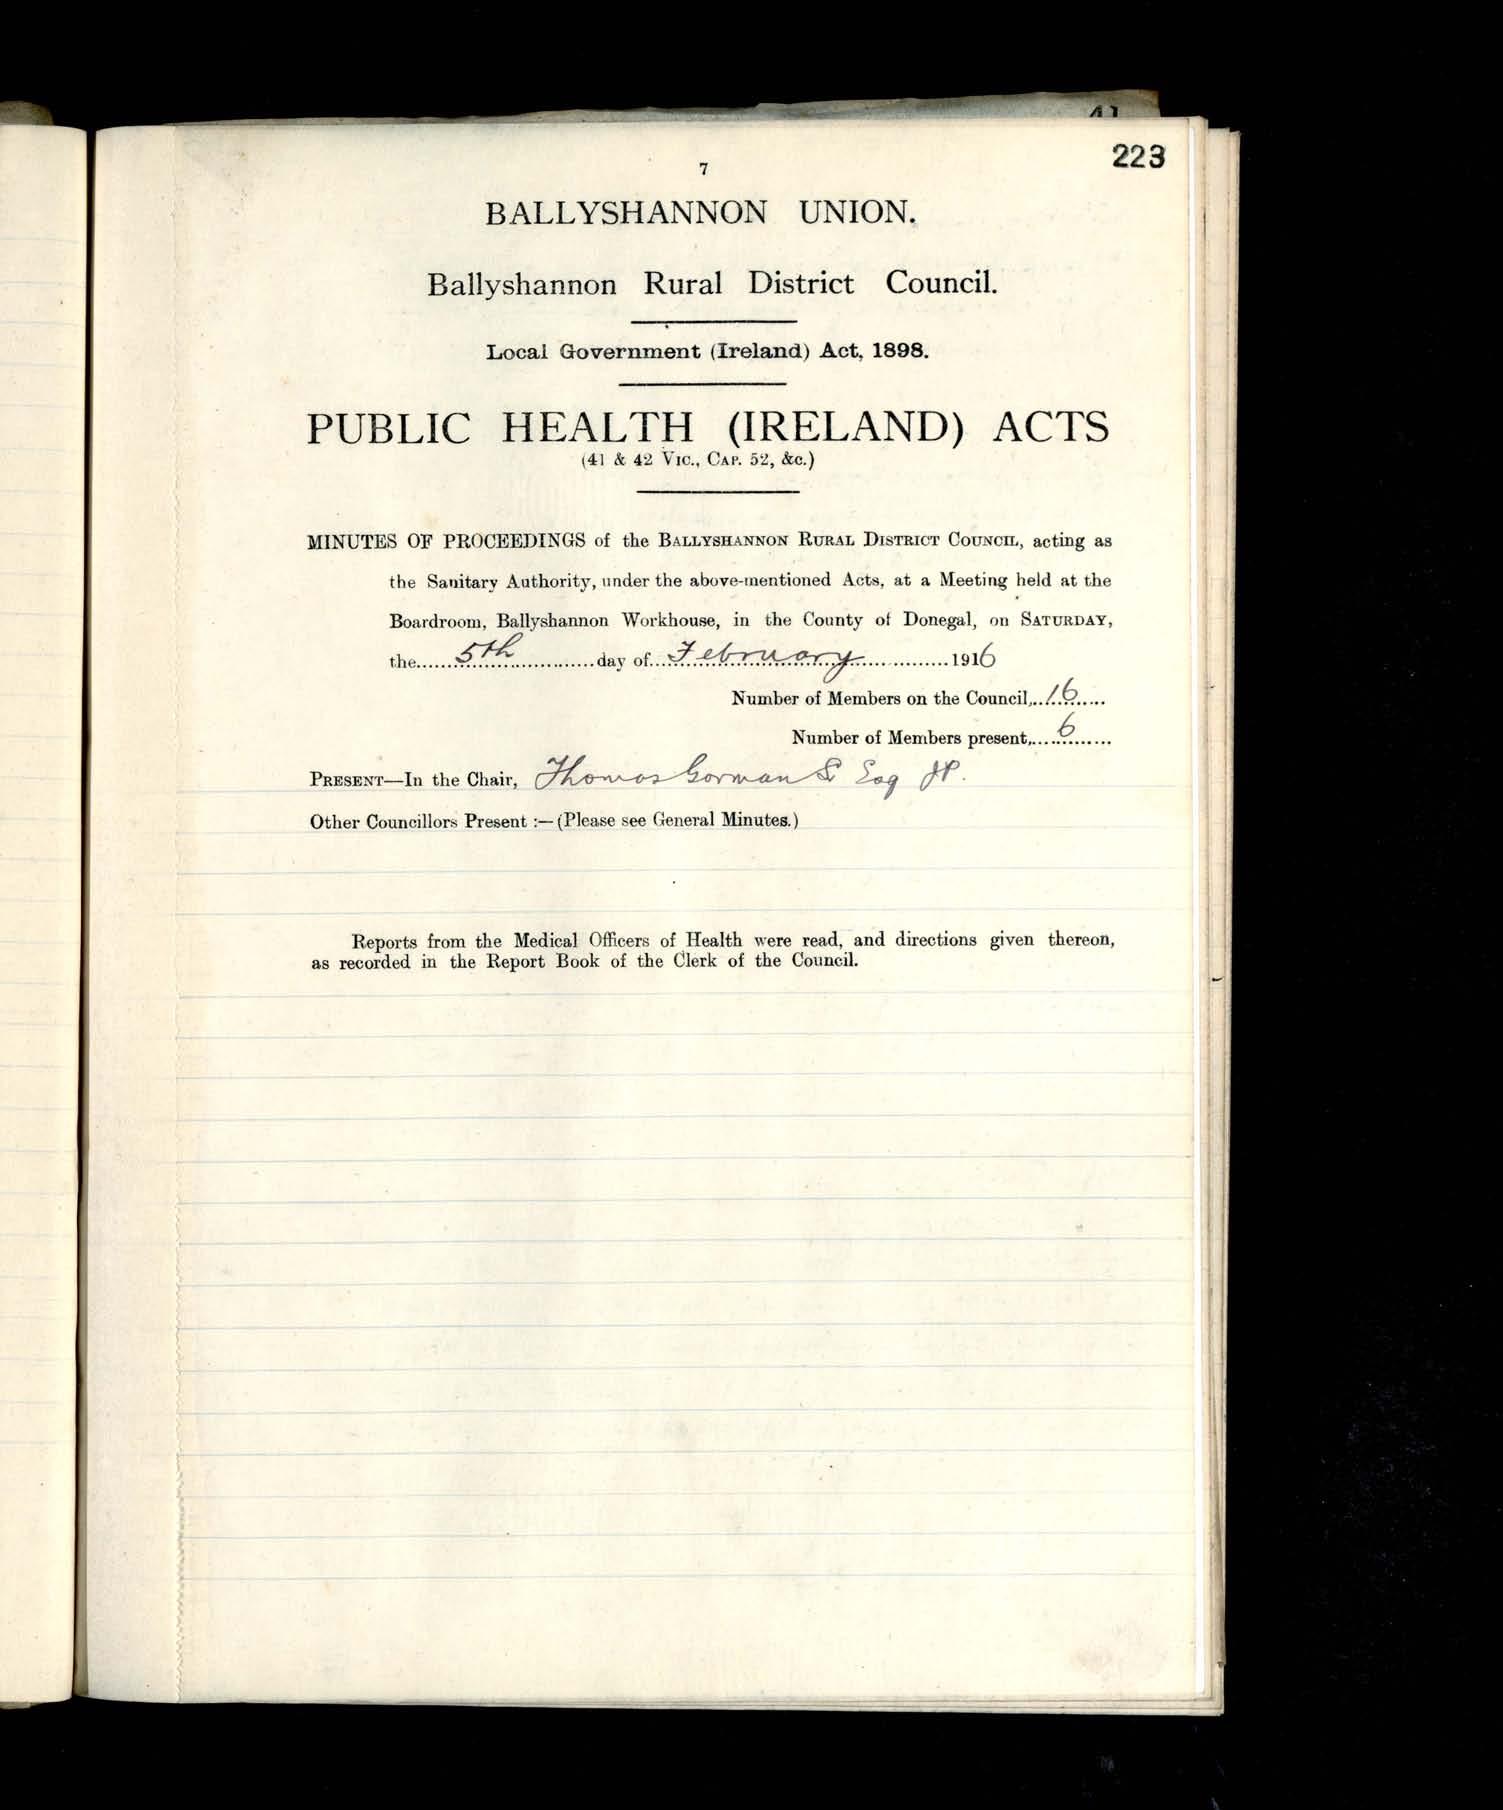 223
7
BALLYSHANNON UNION.
Ballyshannon Rural District Council.
Local Government (Ireland) Act, 1898.
PUBLIC HEALTH (IRELAND) ACTS
(41 & 42 VIC., CAP. 52, &c.)
MINUTES OF PROCEEDINGS of the BALLYSHANNON RURAL DISTRICT COUNCIL, acting as
the Sanitary Authority, under the above-mentioned Acts, at a Meeting held at the
Boardroom, Ballyshannon Workhouse, in the County of Donegal, on SATURDAY,
the 5th day of February 1916
Number of Members on the Council, 16
Number of Members present, 6
PRESENT—In the Chair, Thomas Gorman Sr Esq JP.
Other Councillors Present :—(Please see General Minutes.)
Reports from the Medical Officers of Health were read, and directions given thereon,
as recorded in the Report Book of the Clerk of the Council.